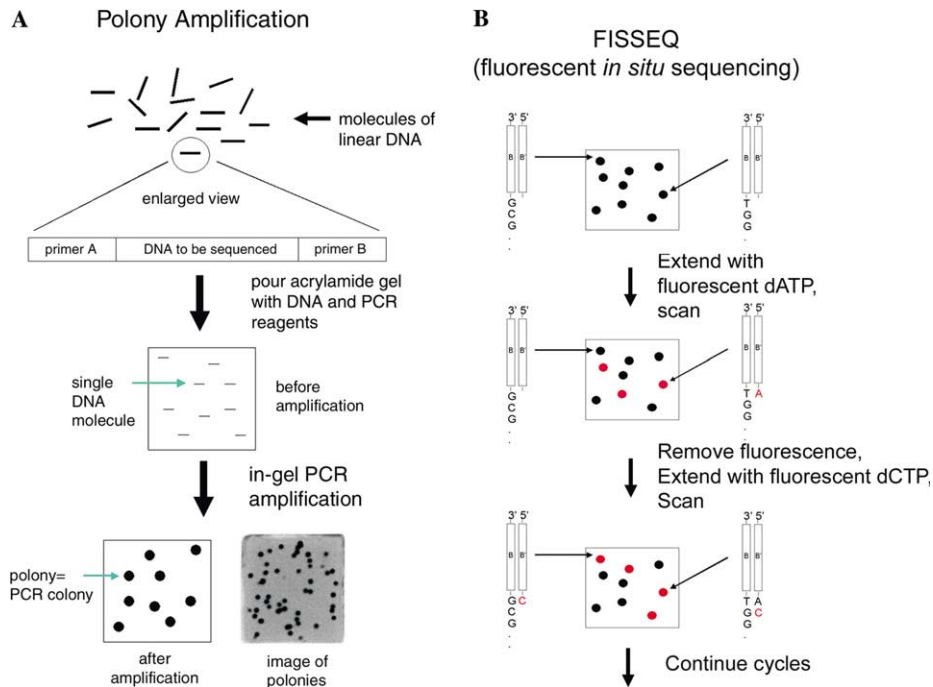 A
Polony Amplification
molecules of
linear DNA
enlarged view
primer A
DNA to be sequenced
primer B
pour acrylamide gel
with DNA and PCR
reagents
single
DNA
molecule
before
amplification
in-gel PCR
amplification
polony=
PCR colony
after
amplification
image of
polonies
B
FISSEQ
(fluorescent in situ sequencing)
3' 5'
B B'
G
C
G
.
.
3' 5'
B B'
T
G
G
.
.
Extend with
fluorescent dATP,
scan
3' 5'
B B'
G
C
G
.
.
3' 5'
B B'
T A
G
G
.
.
Remove fluorescence,
Extend with fluorescent dCTP,
Scan
3' 5'
B B'
G C
C
G
.
.
3' 5'
B B'
T A
G C
G
.
.
Continue cycles